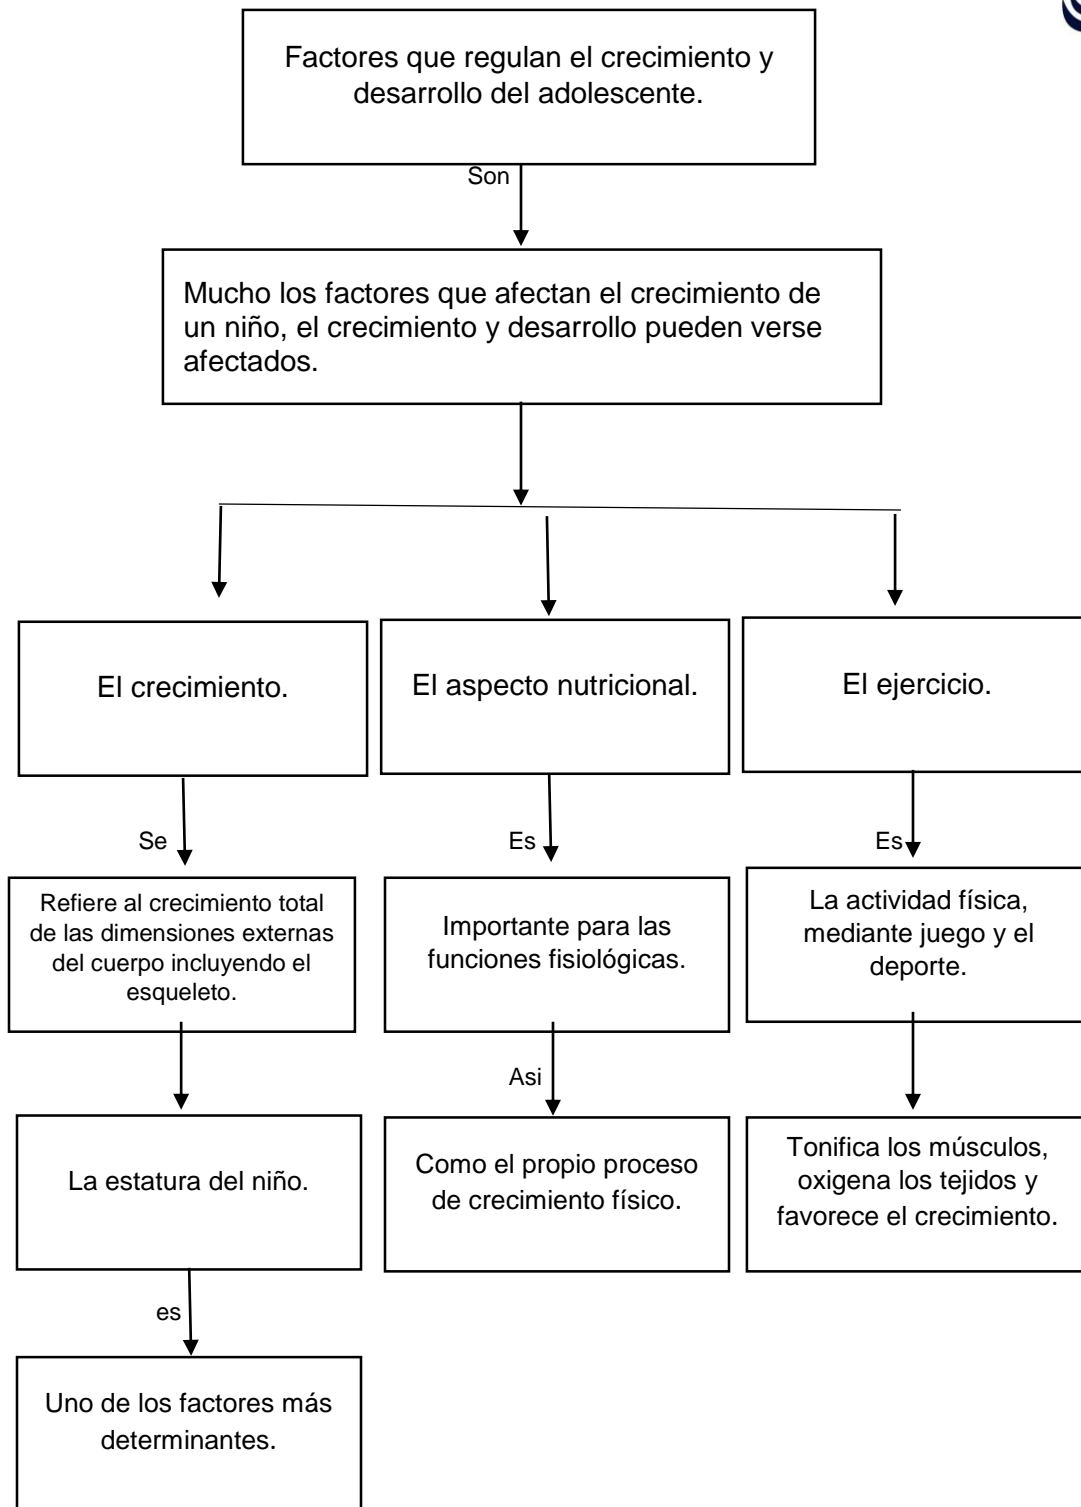 Factores que regulan el crecimiento y
desarrollo del adolescente.
Son
Mucho los factores que afectan el crecimiento de
un niño, el crecimiento y desarrollo pueden verse
afectados.
El crecimiento.
El aspecto nutricional.
El ejercicio.
Se
Es
Es
Refiere al crecimiento total
de las dimensiones externas
del cuerpo incluyendo el
esqueleto.
Importante para las
funciones fisiológicas.
La actividad física,
mediante juego y el
deporte.
Asi
La estatura del niño.
Como el propio proceso
de crecimiento físico.
Tonifica los músculos,
oxigena los tejidos y
favorece el crecimiento.
es
Uno de los factores más
determinantes.